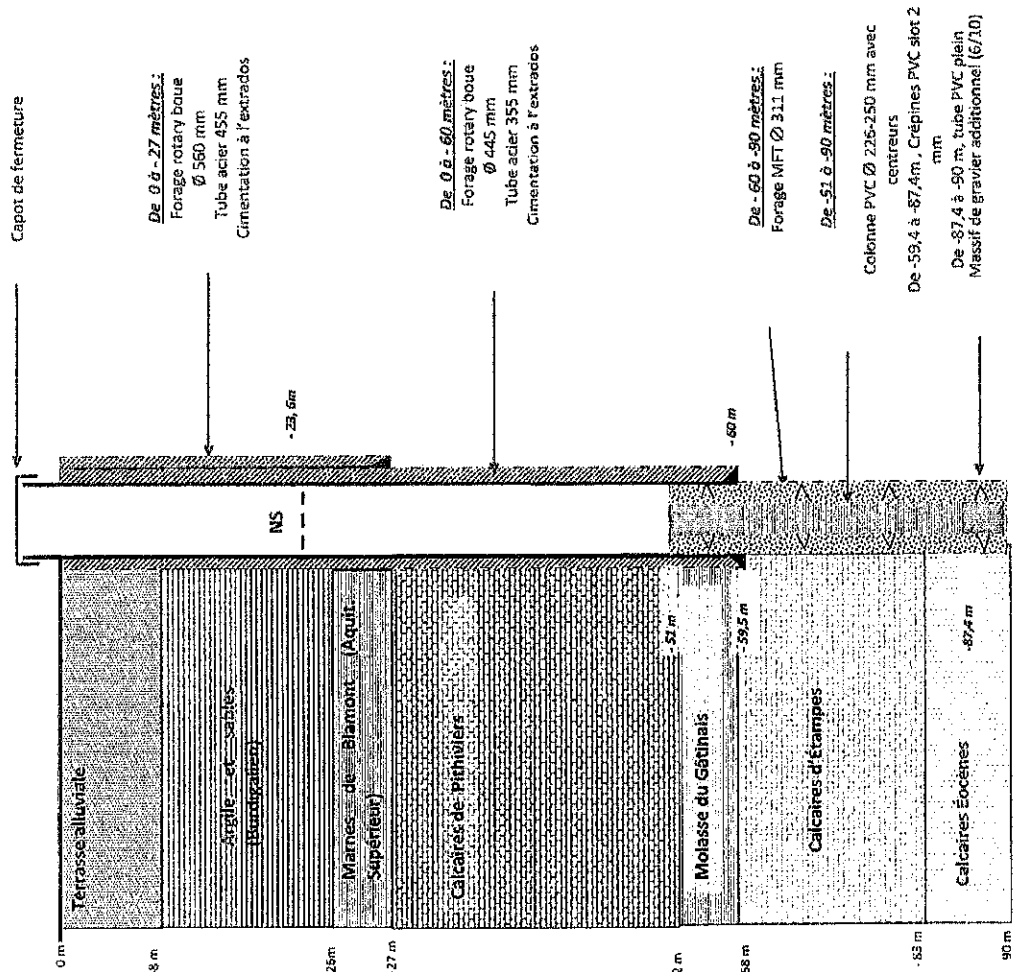 Capot de fermeture
De 0 à - 27 mètres :
Forage rotary boue
Ø 560 mm
Tube acier 455 mm
Cimentation à l'extrados
De 0 à - 60 mètres :
Forage rotary boue
Ø 445 mm
Tube acier 355 mm
Cimentation à l'extrados
De - 60 à -90 mètres :
Forage MFT Ø 311 mm
De -51 à -90 mètres :
Colonne PVC Ø 226-250 mm avec
centreurs
De -59,4 à -87,4m , Crépines PVC slot 2
mm
De -87,4 à -90 m, tube PVC plein
Massif de gravier additionnel (6/10)
- 23, 6m
- 60 m
NS
Terrasse alluviale
Argile et sables
(Burdigalien)
Marnes de Blamont (Aquit.
Supérieur)
Calcaires de Pithiviers
- 51 m
Molasse du Gâtinais
- 59,5 m
Calcaires d'Étampes
Calcaires Éocènes
-87,4 m
0 m
-8 m
-27 m
-58 m
- 83 m
90 m